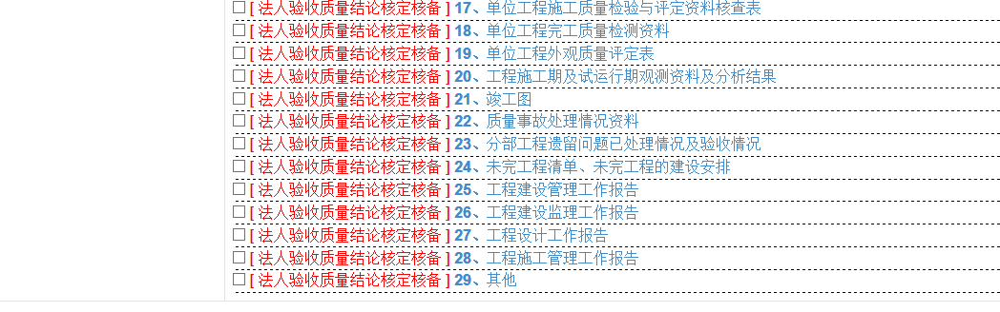 [ 法人验收质量结论核定核备 ] 17、单位工程施工质量检验与评定资料核查表
[ 法人验收质量结论核定核备 ] 18、单位工程完工质量检测资料
[ 法人验收质量结论核定核备 ] 19、单位工程外观质量评定表
[ 法人验收质量结论核定核备 ] 20、工程施工期及试运行期观测资料及分析结果
[ 法人验收质量结论核定核备 ] 21、竣工图
[ 法人验收质量结论核定核备 ] 22、质量事故处理情况资料
[ 法人验收质量结论核定核备 ] 23、分部工程遗留问题已处理情况及验收情况
[ 法人验收质量结论核定核备 ] 24、未完工程清单、未完工程的建设安排
[ 法人验收质量结论核定核备 ] 25、工程建设管理工作报告
[ 法人验收质量结论核定核备 ] 26、工程建设监理工作报告
[ 法人验收质量结论核定核备 ] 27、工程设计工作报告
[ 法人验收质量结论核定核备 ] 28、工程施工管理工作报告
[ 法人验收质量结论核定核备 ] 29、其他